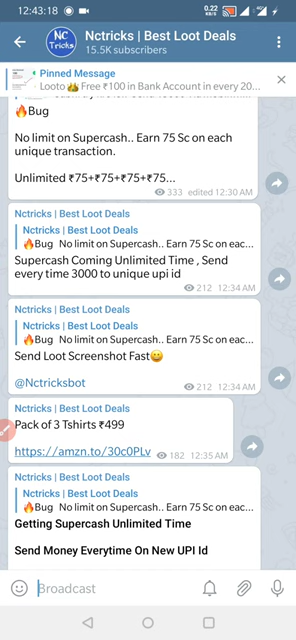 12:43:18
0.22
KB/S
NC
Tricks
Nctricks | Best Loot Deals
15.5K subscribers
Pinned Message
Looto 👑 Free ₹100 in Bank Account in every 20...
🔥Bug
No limit on Supercash.. Earn 75 Sc on each
unique transaction.
Unlimited ₹75+₹75+₹75+₹75...
333 edited 12:30 AM
Nctricks | Best Loot Deals
Nctricks | Best Loot Deals
🔥Bug No limit on Supercash.. Earn 75 Sc on eac...
Supercash Coming Unlimited Time , Send
every time 3000 to unique upi id
212 12:34 AM
Nctricks | Best Loot Deals
Nctricks | Best Loot Deals
🔥Bug No limit on Supercash.. Earn 75 Sc on eac...
Send Loot Screenshot Fast😀
@Nctricksbot
212 12:34 AM
Nctricks | Best Loot Deals
Pack of 3 Tshirts ₹499
https://amzn.to/30c0PLv
182 12:35 AM
Nctricks | Best Loot Deals
Nctricks | Best Loot Deals
🔥Bug No limit on Supercash.. Earn 75 Sc on eac...
Getting Supercash Unlimited Time
Send Money Everytime On New UPI Id
Broadcast